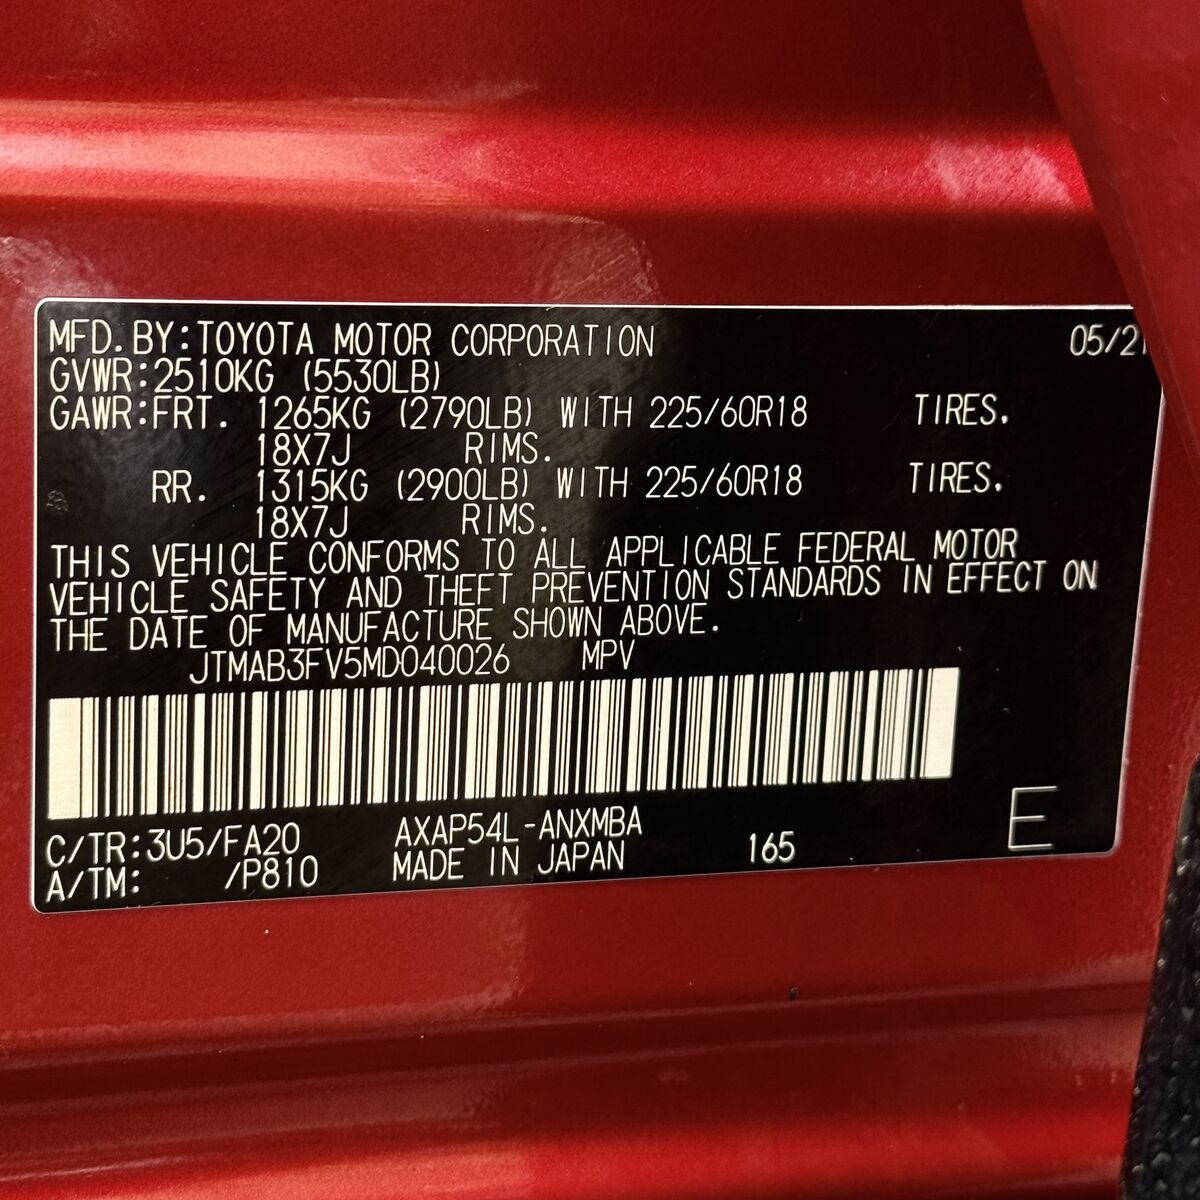 MFD. BY:TOYOTA MOTOR CORPORATION 05/21
GVWR:2510KG (5530LB)
GAWR:FRT. 1265KG (2790LB) WITH 225/60R18 TIRES.
18X7J RIMS.
RR. 1315KG (2900LB) WITH 225/60R18 TIRES.
18X7J RIMS.
THIS VEHICLE CONFORMS TO ALL APPLICABLE FEDERAL MOTOR
VEHICLE SAFETY AND THEFT PREVENTION STANDARDS IN EFFECT ON
THE DATE OF MANUFACTURE SHOWN ABOVE.
JTMAB3FV5MD040026 MPV
C/TR:3U5/FA20 AXAP54L-ANXMBA 165 E
A/TM: /P810 MADE IN JAPAN